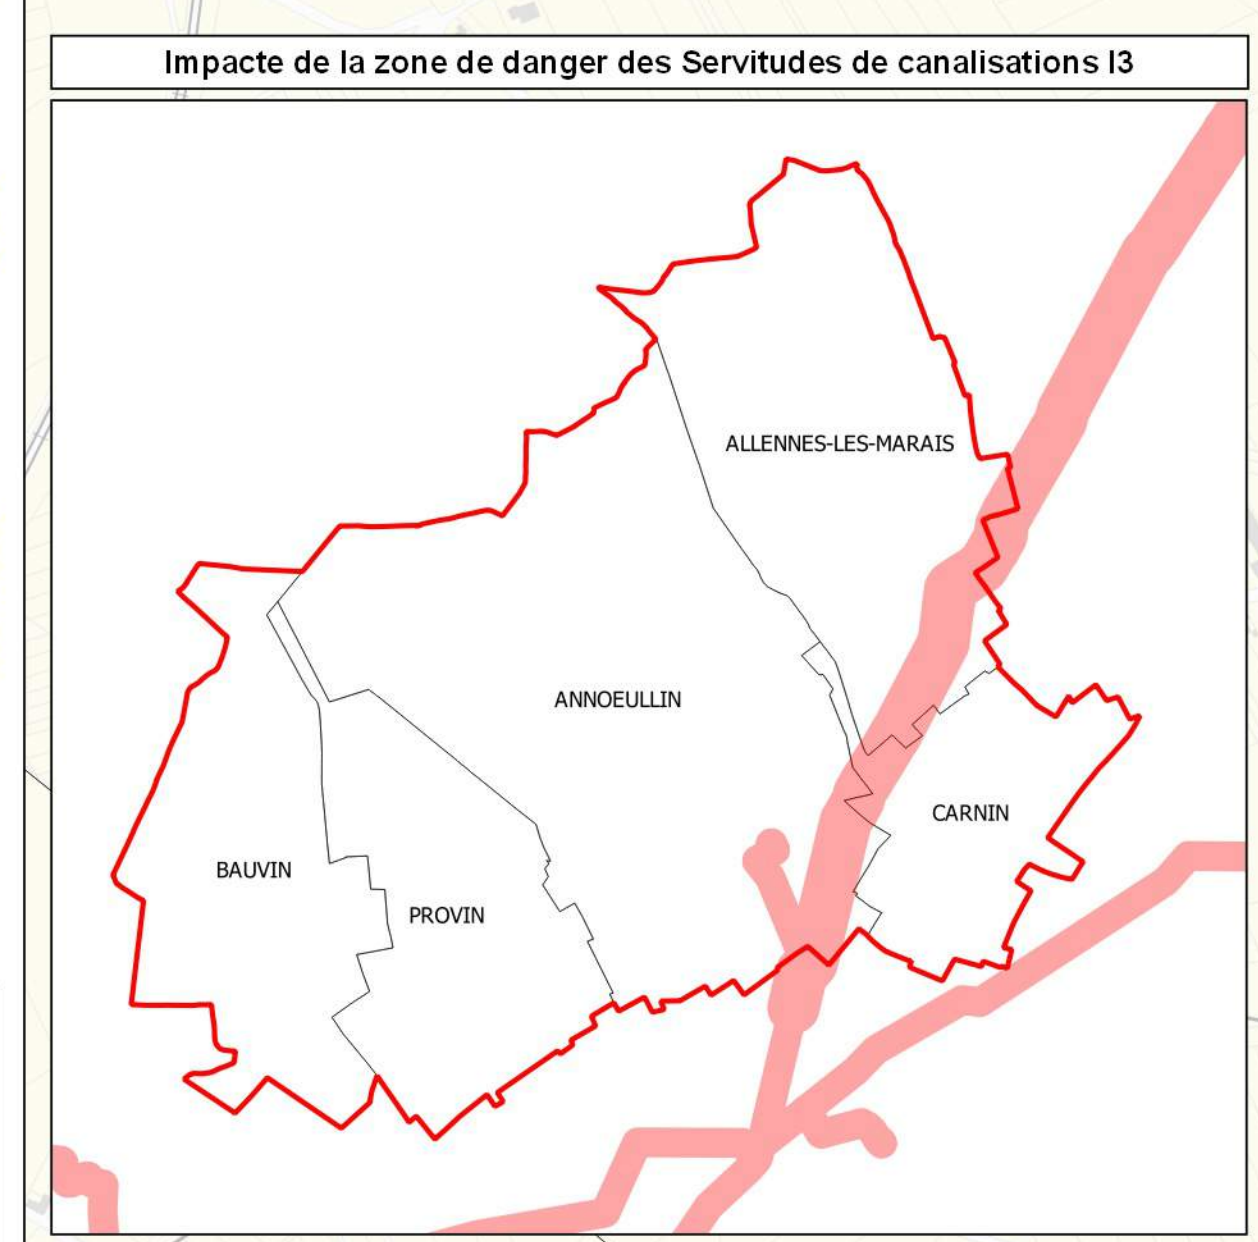 Impacte de la zone de danger des Servitudes de canalisations I3
ALLENNES-LES-MARAIS
ANNOEULLIN
CARNIN
BAUVIN
PROVIN